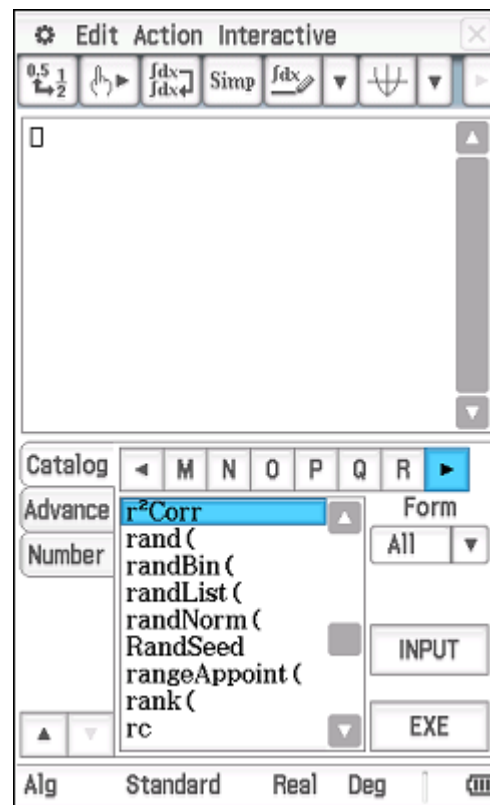 Edit Action Interactive
0.5 1 2 ∫dx ∫dx Simp ∫dx
Catalog M N O P Q R
Advance r²Corr Form
Number rand( All
randBin(
randList(
randNorm(
RandSeed INPUT
rangeAppoint(
rank(
rc EXE
Alg Standard Real Deg